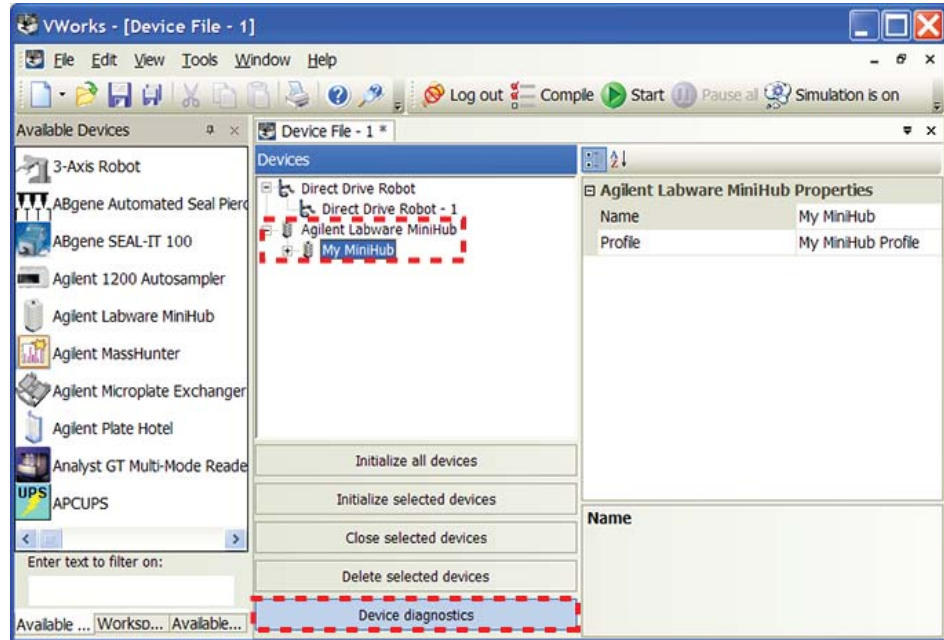 VWorks - [Device File - 1]
File Edit View Tools Window Help
Log out Compile Start Pause all Simulation is on
Available Devices
3-Axis Robot
ABgene Automated Seal Pierc
ABgene SEAL-IT 100
Agilent 1200 Autosampler
Agilent Labware MiniHub
Agilent MassHunter
Agilent Microplate Exchanger
Agilent Plate Hotel
Analyst GT Multi-Mode Reade
UPS APCUPS
Enter text to filter on:
Available ... Worksp... Available...
Device File - 1 *
Devices
Direct Drive Robot
Direct Drive Robot - 1
Agilent Labware MiniHub
My MiniHub
Initialize all devices
Initialize selected devices
Close selected devices
Delete selected devices
Device diagnostics
Agilent Labware MiniHub Properties
Name My MiniHub
Profile My MiniHub Profile
Name